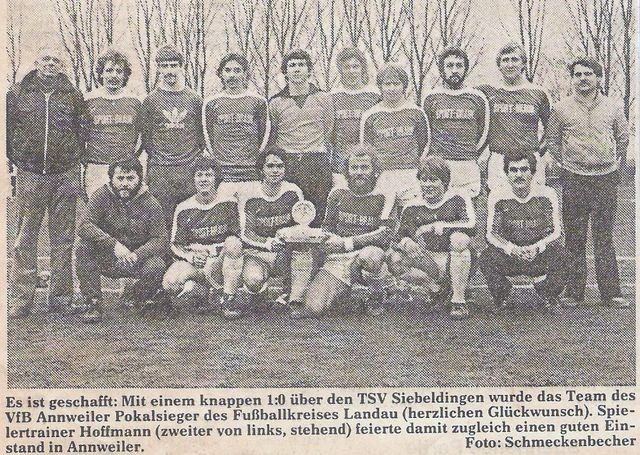 SPORT-BRAUN
Es ist geschafft: Mit einem knappen 1:0 über den TSV Siebeldingen wurde das Team des
VfB Annweiler Pokalsieger des Fußballkreises Landau (herzlichen Glückwunsch). Spie-
lertrainer Hoffmann (zweiter von links, stehend) feierte damit zugleich einen guten Ein-
stand in Annweiler. Foto: Schmeckenbecher